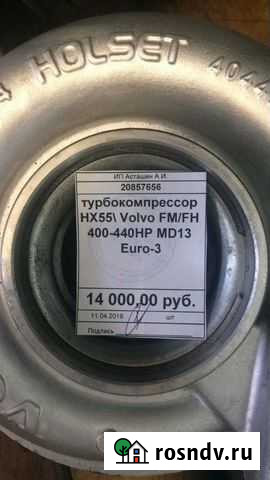 HOLSET 4044
ИП Асташин А.И.
20857656
турбокомпрессор
HX55\ Volvo FM/FH
400-440HP MD13
Euro-3
14 000,00 руб.
11.04.2018 шт
Подпись
VO
rosndv.ru